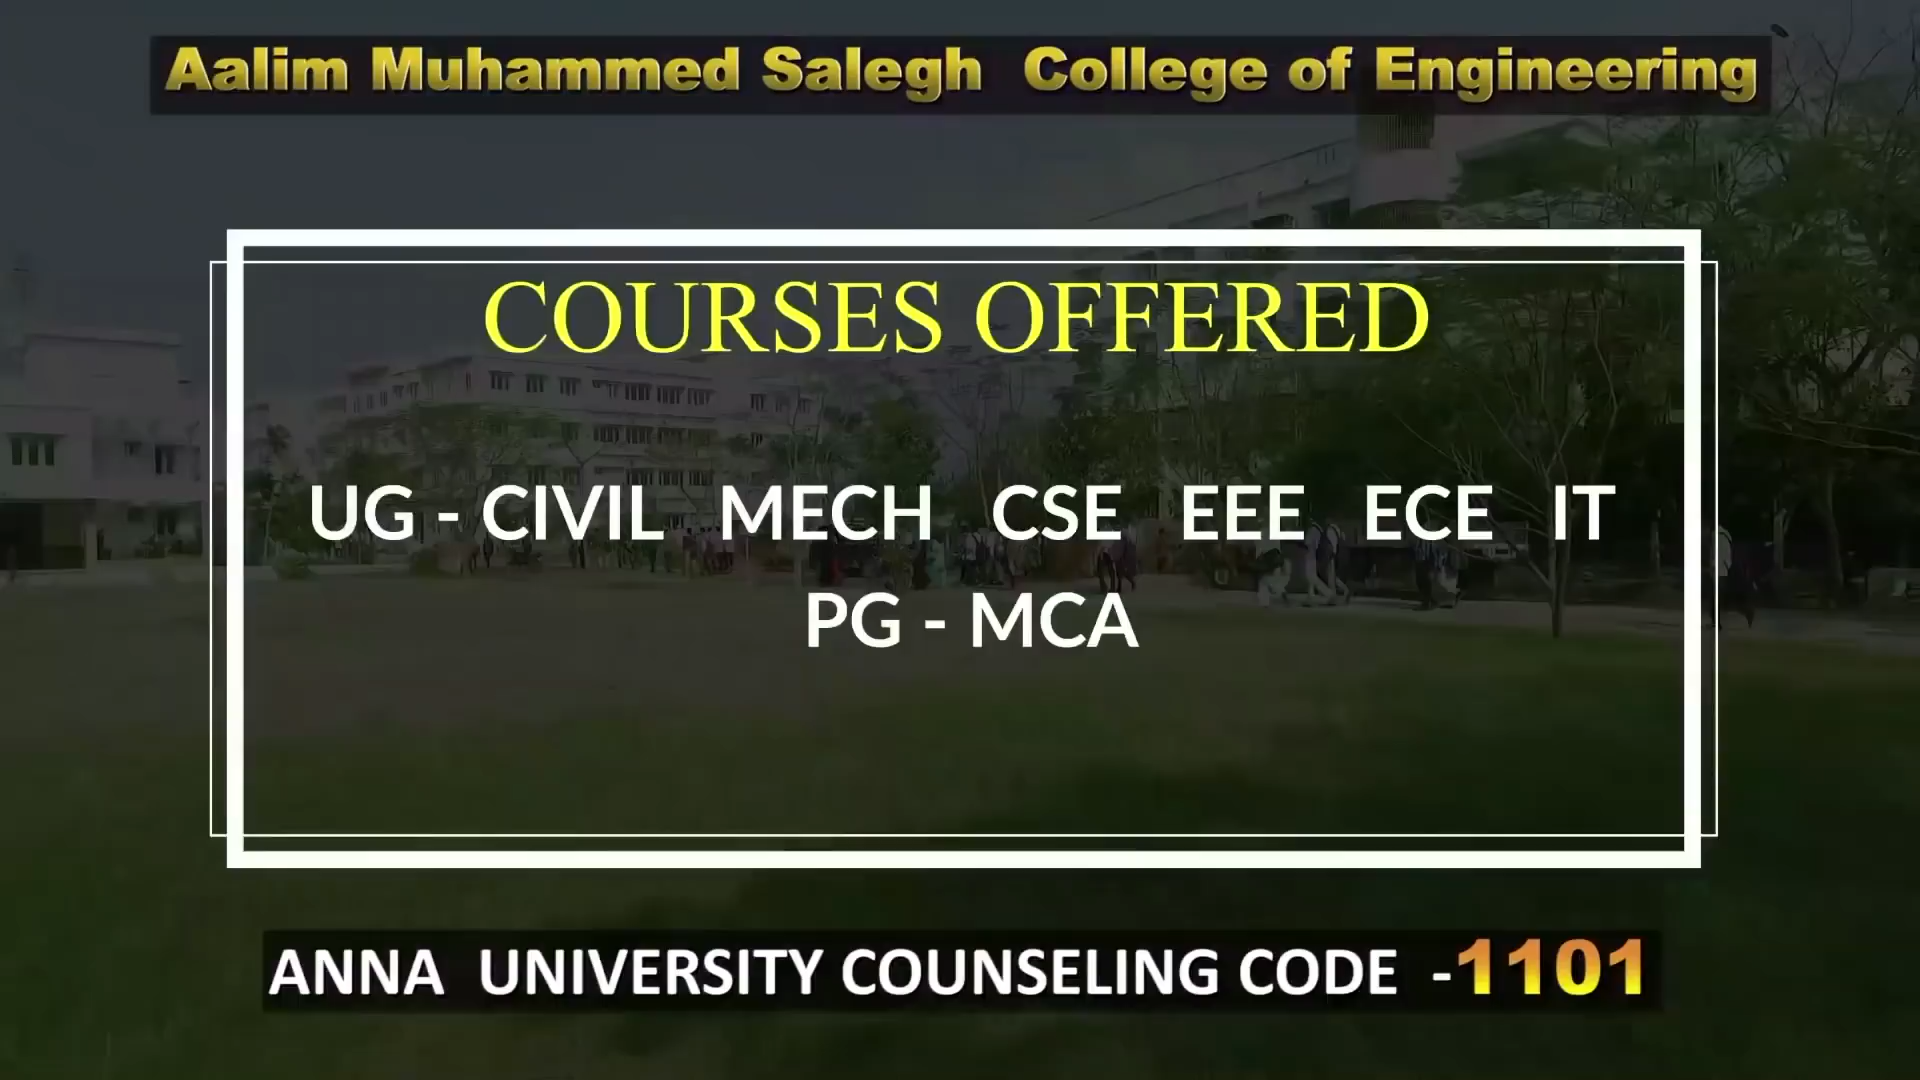 Aalim Muhammed Salegh College of Engineering
COURSES OFFERED
UG - CIVIL MECH CSE EEE ECE IT
PG - MCA
ANNA UNIVERSITY COUNSELING CODE -1101